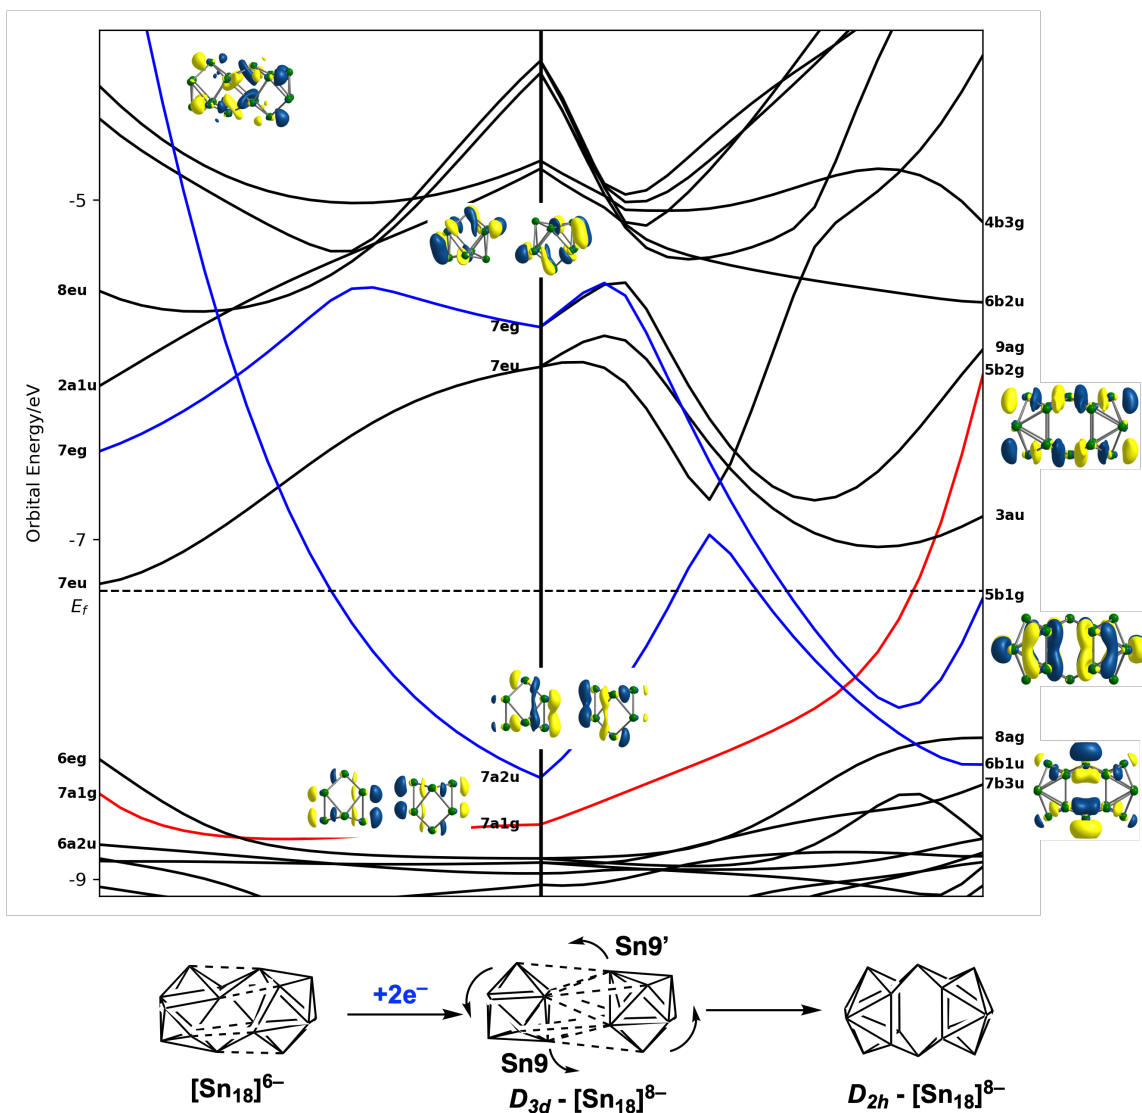 Orbital Energy/eV
-5
-7
-9
8eu
2a1u
7eg
7eu
E_f
6eg
7a1g
6a2u
7eg
7eu
7a2u
7a1g
4b3g
6b2u
9ag
5b2g
3au
5b1g
8ag
6b1u
7b3u
+2e⁻
Sn9'
Sn9
[Sn₁₈]⁶⁻
D₃d - [Sn₁₈]⁸⁻
D₂h - [Sn₁₈]⁸⁻